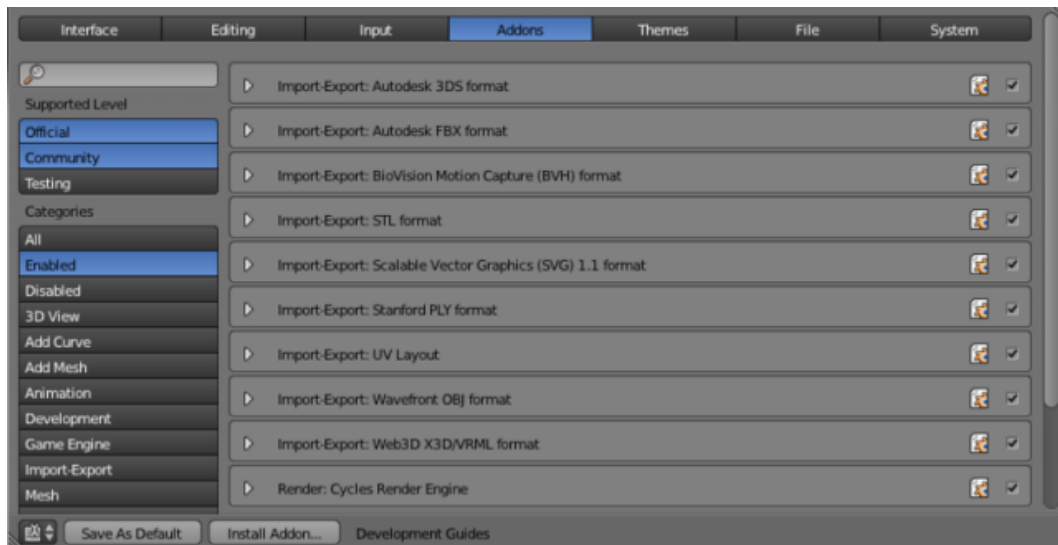 Interface Editing Input Addons Themes File System
Supported Level
Official
Community
Testing
Categories
All
Enabled
Disabled
3D View
Add Curve
Add Mesh
Animation
Development
Game Engine
Import-Export
Mesh
Import-Export: Autodesk 3DS format
Import-Export: Autodesk FBX format
Import-Export: BioVision Motion Capture (BVH) format
Import-Export: STL format
Import-Export: Scalable Vector Graphics (SVG) 1.1 format
Import-Export: Stanford PLY format
Import-Export: UV Layout
Import-Export: Wavefront OBJ format
Import-Export: Web3D X3D/VRML format
Render: Cycles Render Engine
Save As Default Install Addon... Development Guides